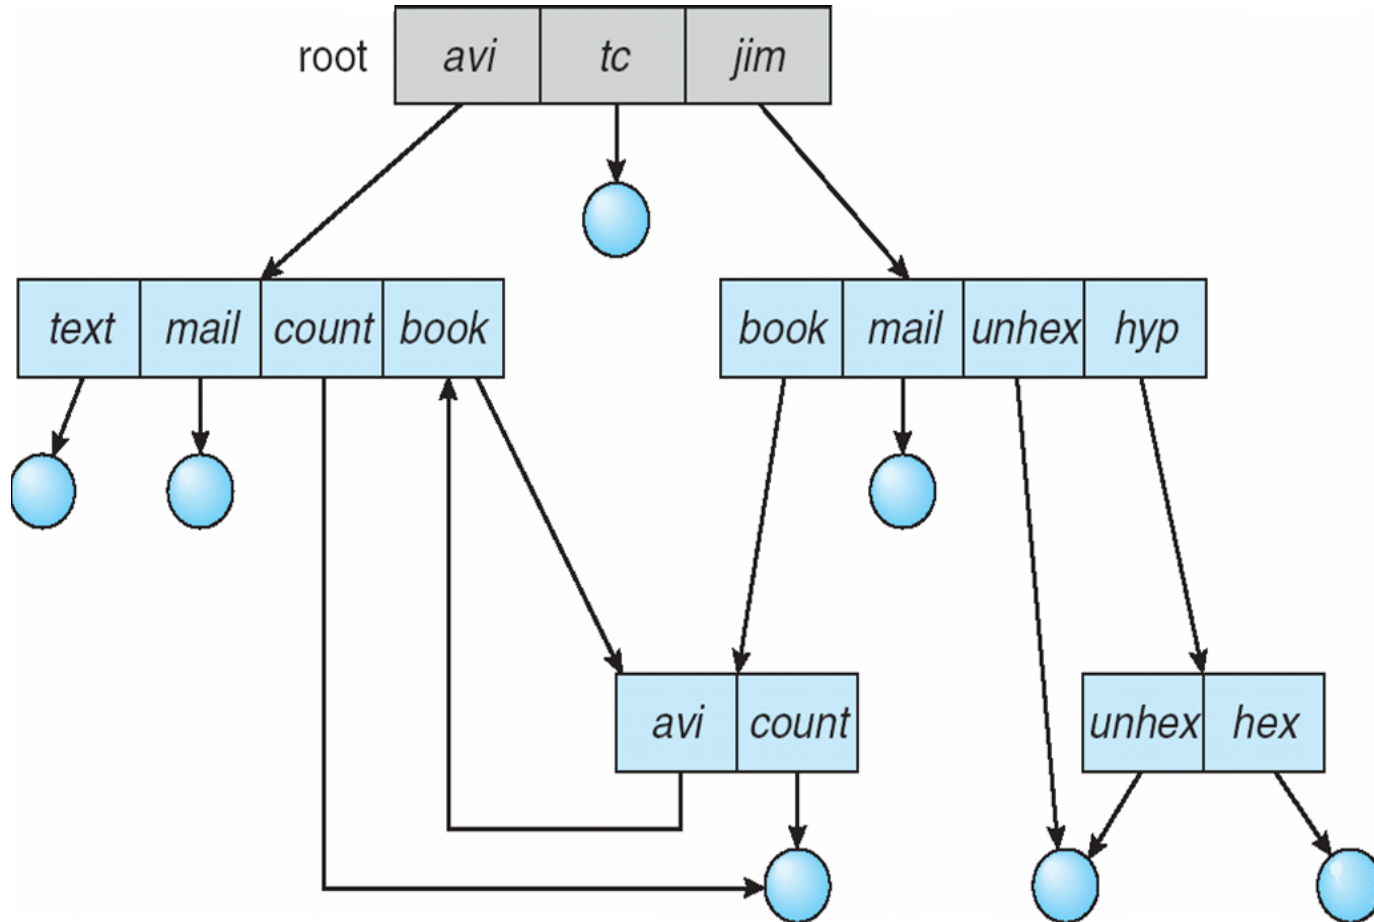 root avi tc jim
text mail count book
book mail unhex hyp
avi count
unhex hex